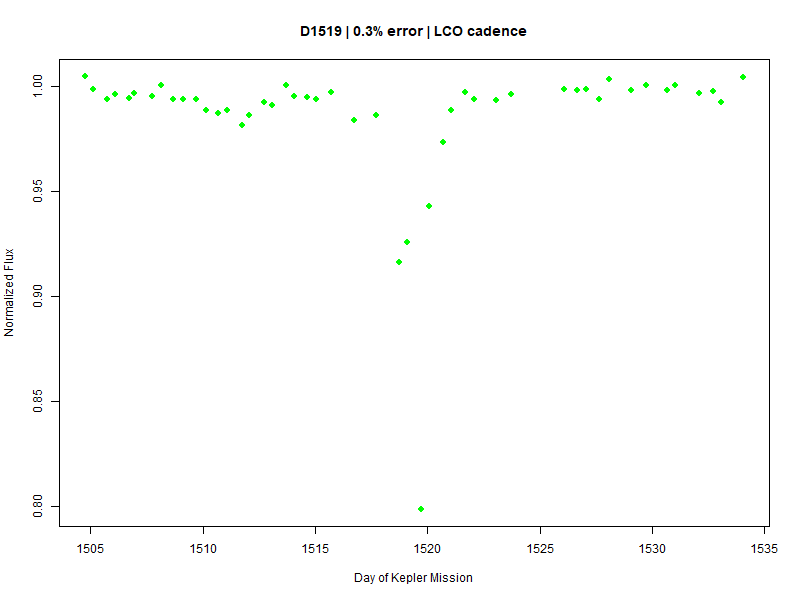 D1519 | 0.3% error | LCO cadence
1.00
0.95
0.90
0.85
0.80
Normalized Flux
1505 1510 1515 1520 1525 1530 1535
Day of Kepler Mission